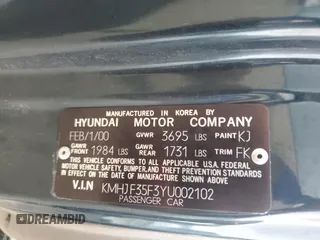 MANUFACTURED IN KOREA BY
HYUNDAI MOTOR COMPANY
FEB/1/00 GVWR 3695 LBS PAINT KJ
GAWR FRONT 1984 LBS GAWR REAR 1731 LBS TRIM FK
THIS VEHICLE CONFORMS TO ALL APPLICABLE U.S.A FEDERAL
MOTOR VEHICLE SAFETY, BUMPER, AND THEFT PREVENTION
STANDARDS IN EFFECT ON THE DATE OF MANUFACTURE
SHOWN ABOVE.
V.I.N KMHJF35F3YU002102
PASSENGER CAR
DREAMBID